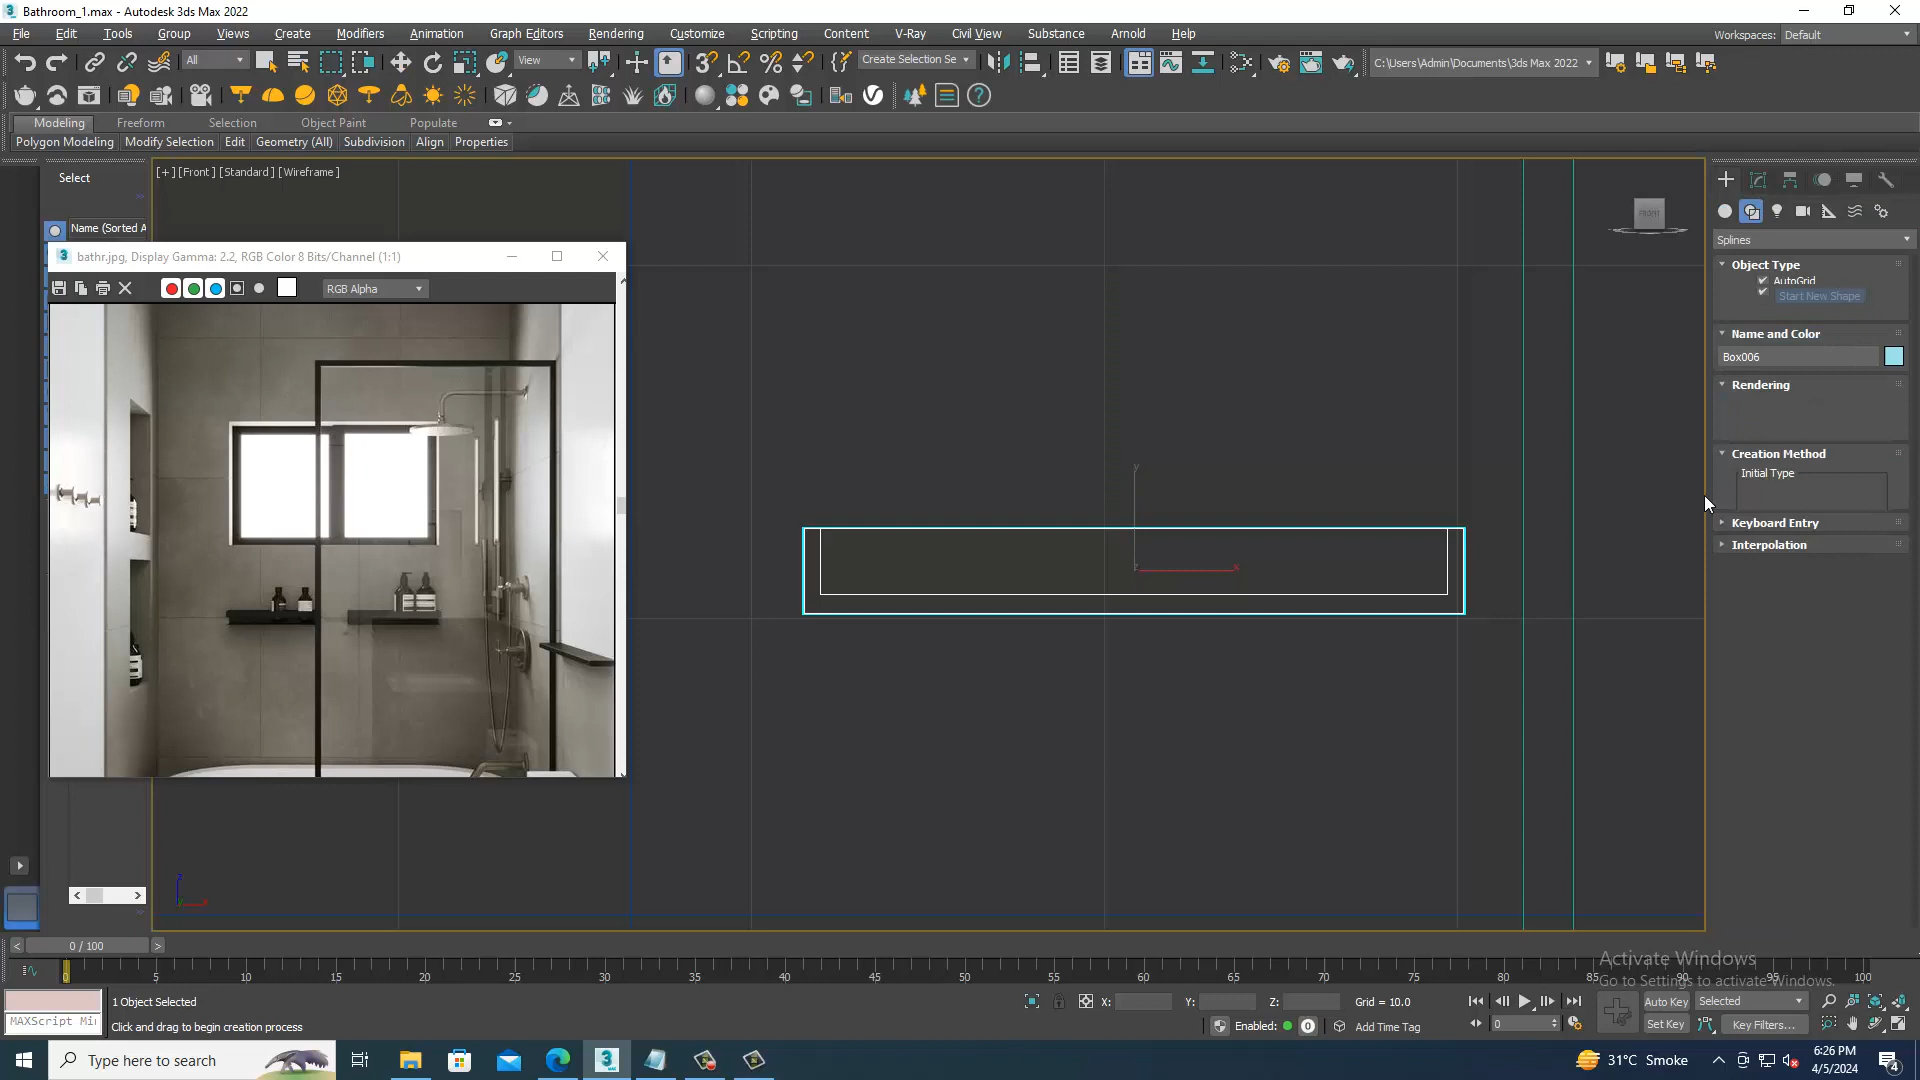 Bathroom_1.max - Autodesk 3ds Max 2022
File Edit Tools Group Views Create Modifiers Animation Graph Editors Rendering Customize Scripting Content V-Ray Civil View Substance Arnold Help
Workspaces: Default
All View Create Selection Se C:\Users\Admin\Documents\3ds Max 2022
Modeling Freeform Selection Object Paint Populate
Polygon Modeling Modify Selection Edit Geometry (All) Subdivision Align Properties
[+] [Front ] [Standard ] [Wireframe ]
Select
Name (Sorted A
bathr.jpg, Display Gamma: 2.2, RGB Color 8 Bits/Channel (1:1)
RGB Alpha
FRONT
y
z
x
Splines
Object Type
AutoGrid
Start New Shape
Name and Color
Box006
Rendering
Creation Method
Initial Type
Keyboard Entry
Interpolation
z
x
< >
< 0 / 100 >
0 5 10 15 20 25 30 35 40 45 50 55 60 65 70 75 80 85 90 95 100
Activate Windows
Go to Settings to activate Windows.
1 Object Selected
MAXScript Mi
Click and drag to begin creation process
X: Y: Z: Grid = 10.0
Enabled: 0 Add Time Tag
0
Auto Key Selected
Set Key Key Filters...
Type here to search
31°C Smoke
6:26 PM
4/5/2024
4